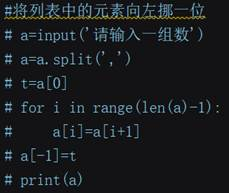 #将列表中的元素向左挪一位
# a=input('请输入一组数')
# a=a.split(',')
# t=a[0]
# for i in range(len(a)-1):
#     a[i]=a[i+1]
# a[-1]=t
# print(a)